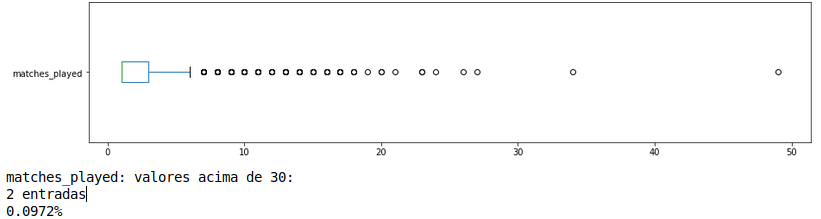 matches_played
0 10 20 30 40 50
matches_played: valores acima de 30:
2 entradas
0.0972%